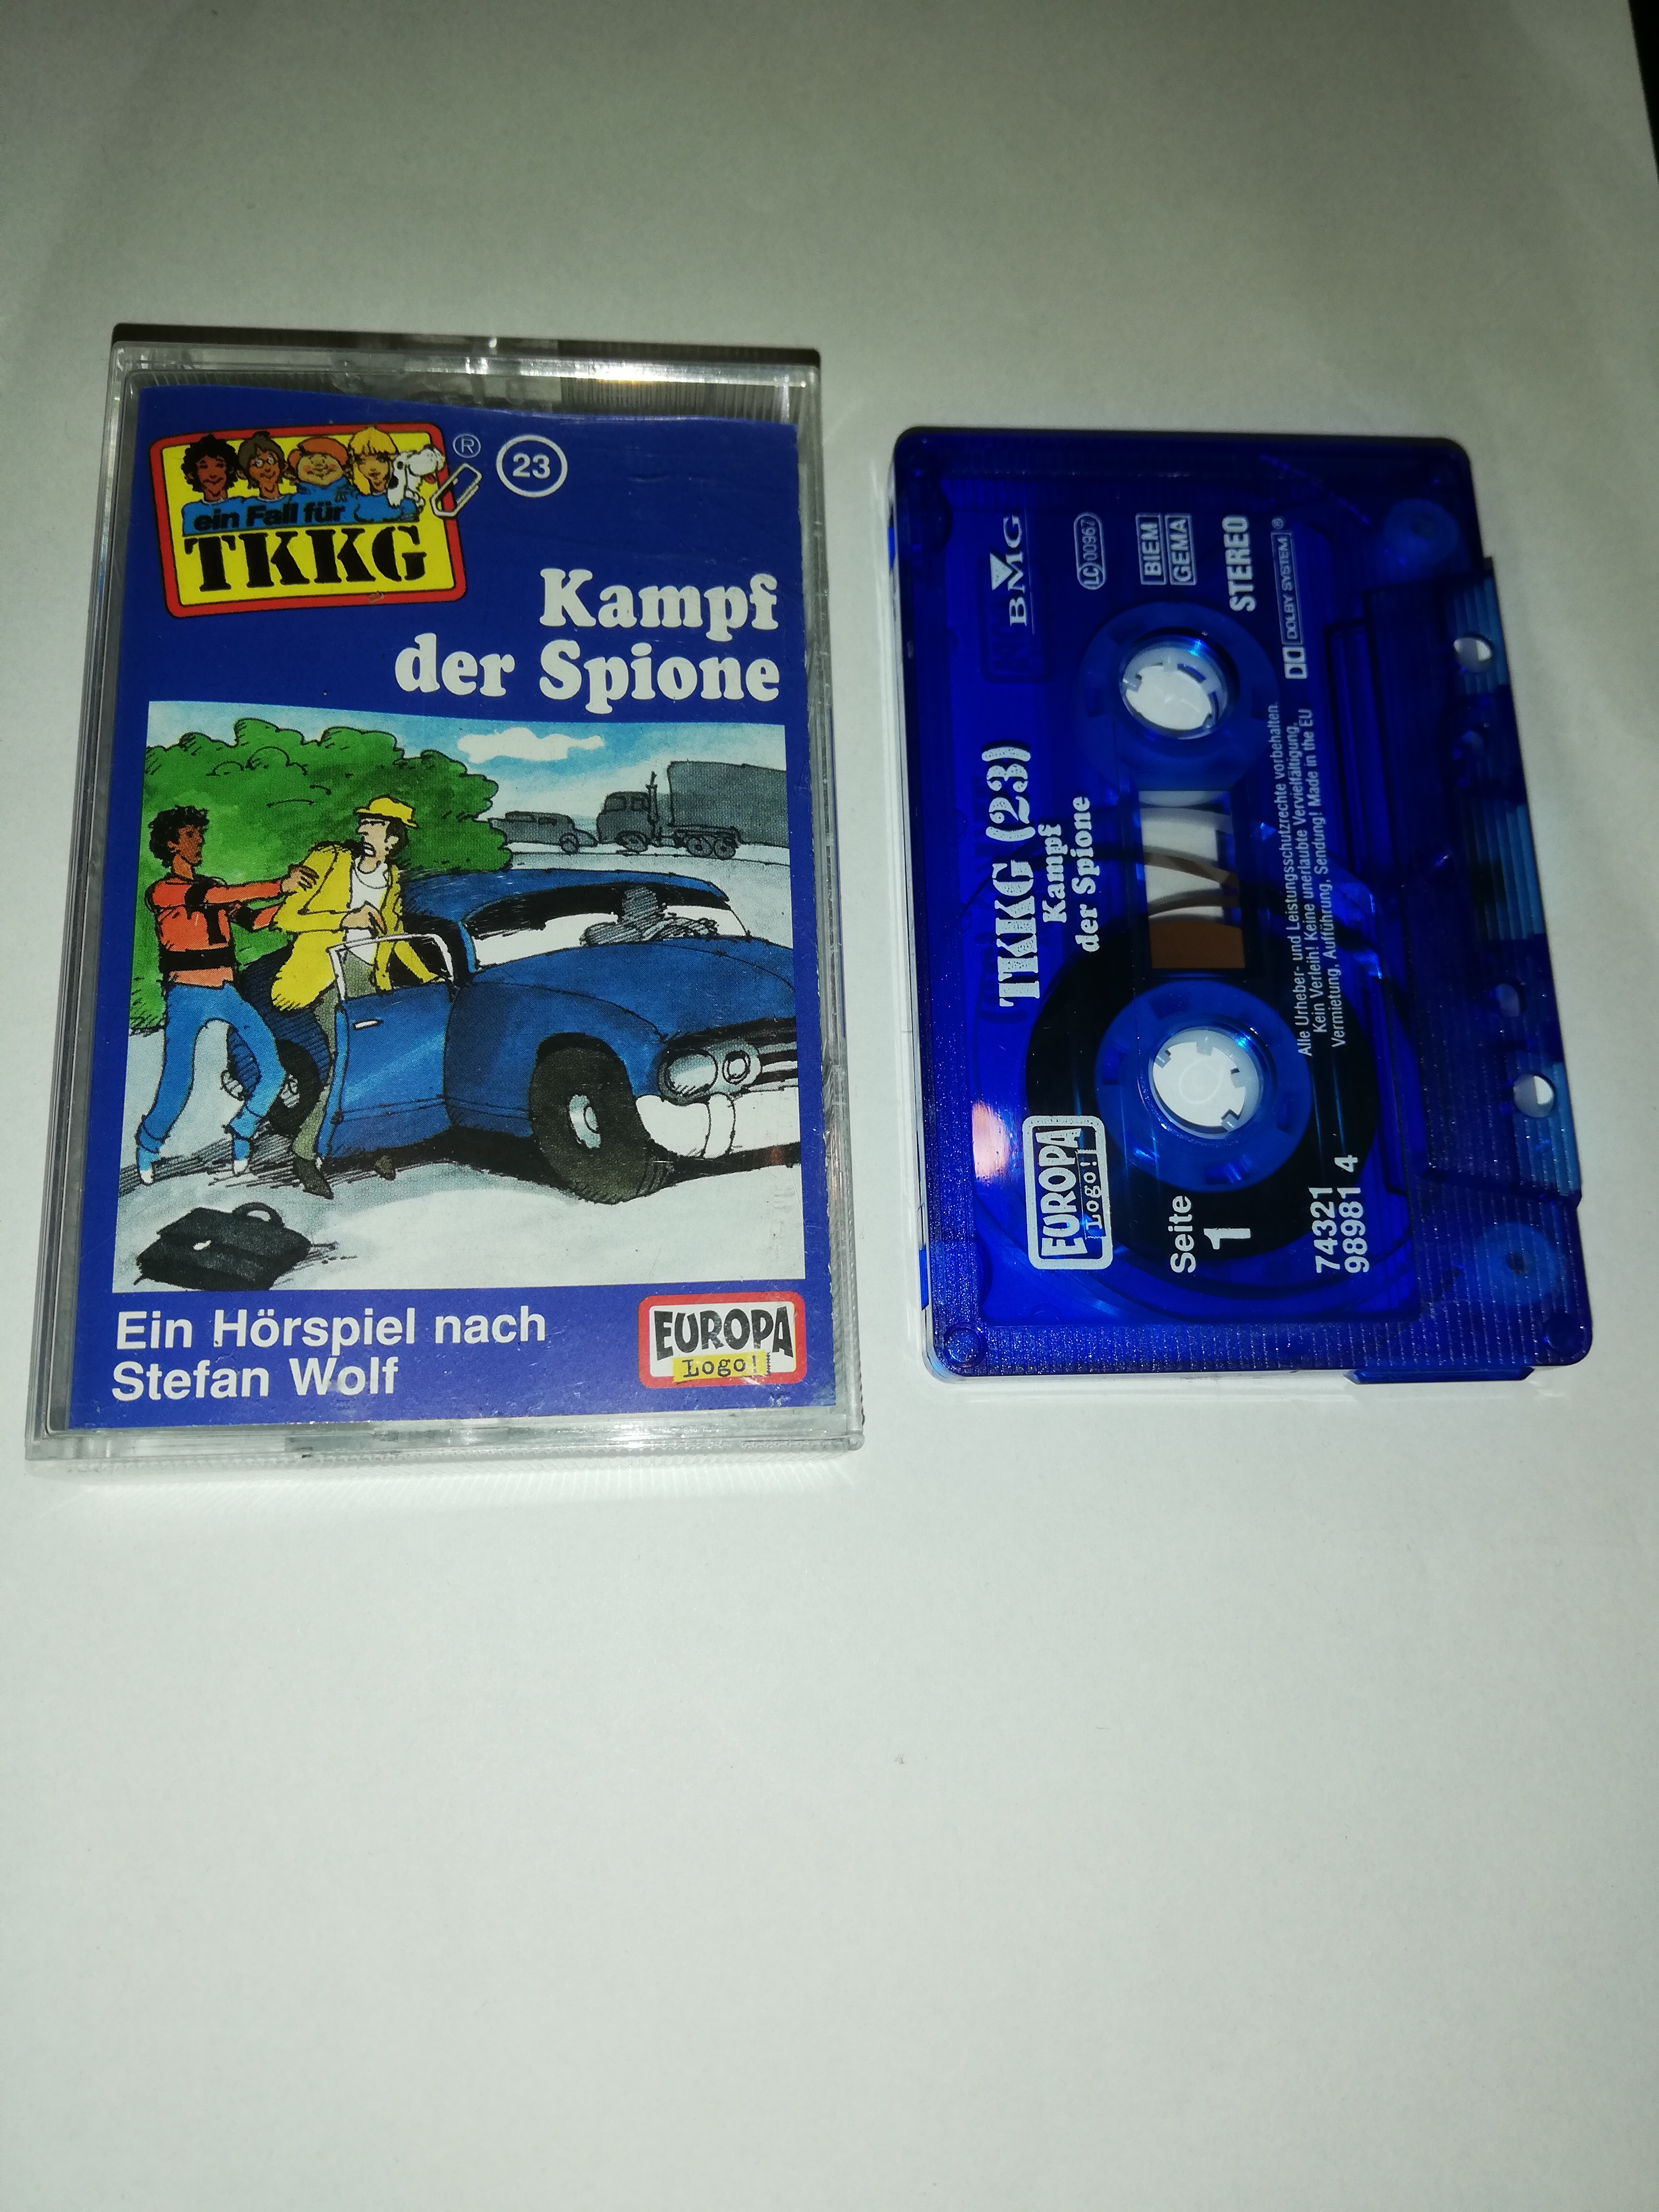 ein Fall für
TKKG
®
23
Kampf
der Spione
Ein Hörspiel nach
Stefan Wolf
EUROPA
Logo!
TKKG (23)
Kampf
der Spione
EUROPA
Logo!
Seite
1
BMG
LC 00967
BIEM
GEMA
STEREO
DOLBY SYSTEM ®
Alle Urheber- und Leistungsschutzrechte vorbehalten.
Kein Verleih! Keine unerlaubte Vervielfältigung,
Vermietung, Aufführung, Sendung! Made in the EU
74321
98981 4